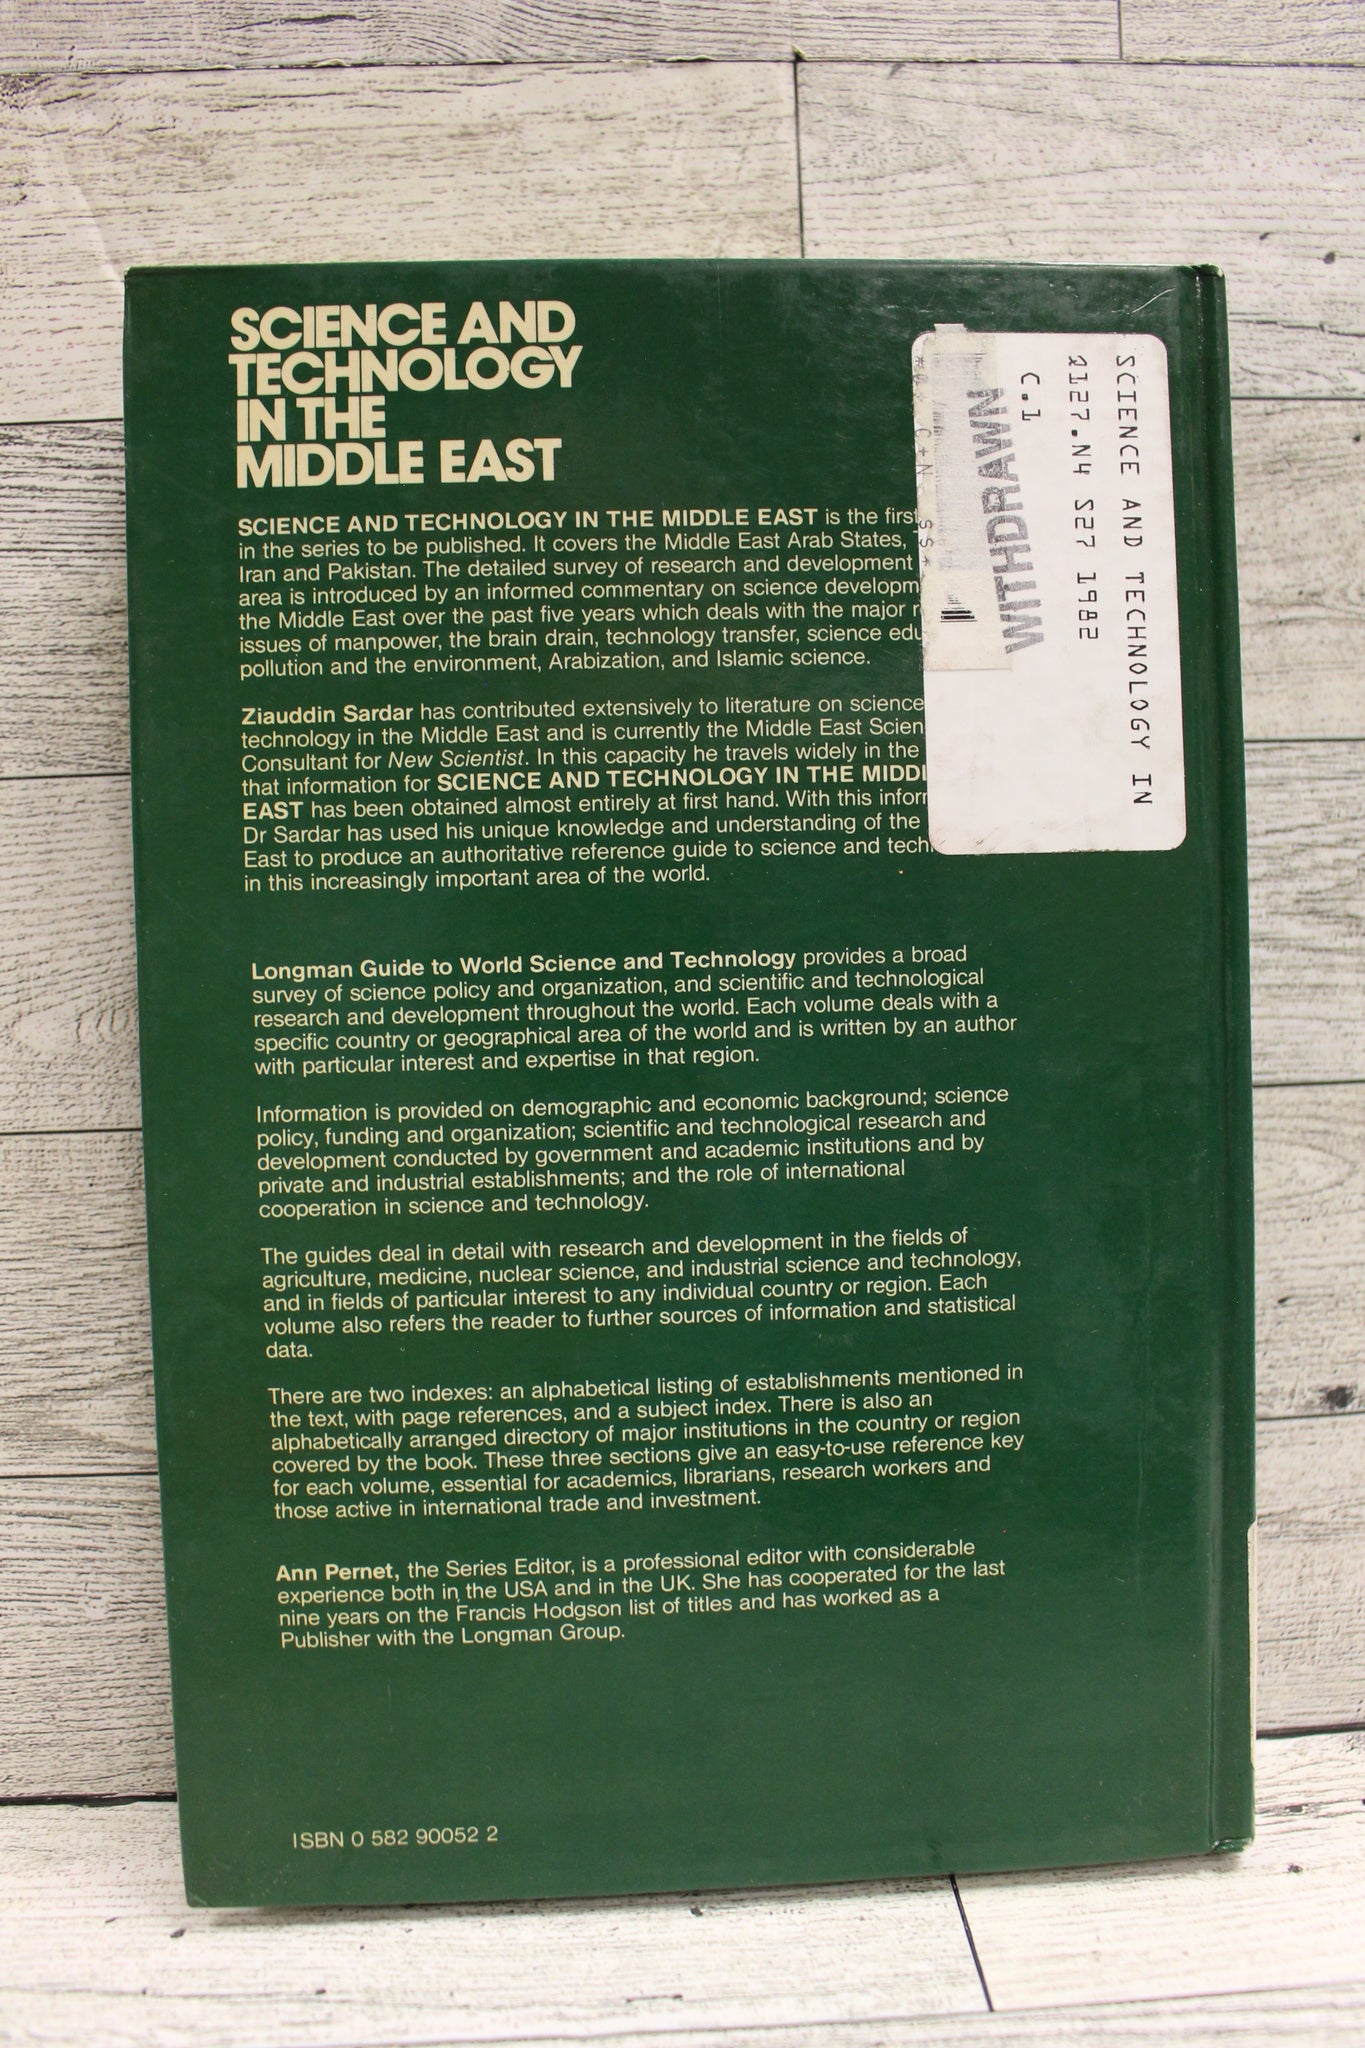 SCIENCE AND
TECHNOLOGY
IN THE
MIDDLE EAST
SCIENCE AND TECHNOLOGY IN THE MIDDLE EAST is the first
in the series to be published. It covers the Middle East Arab States,
Iran and Pakistan. The detailed survey of research and development
area is introduced by an informed commentary on science developm
the Middle East over the past five years which deals with the major
issues of manpower, the brain drain, technology transfer, science edu
pollution and the environment, Arabization, and Islamic science.
Ziauddin Sardar has contributed extensively to literature on science
technology in the Middle East and is currently the Middle East Scien
Consultant for New Scientist. In this capacity he travels widely in the
that information for SCIENCE AND TECHNOLOGY IN THE MIDDL
EAST has been obtained almost entirely at first hand. With this infor
Dr Sardar has used his unique knowledge and understanding of the
East to produce an authoritative reference guide to science and tech
in this increasingly important area of the world.
Longman Guide to World Science and Technology provides a broad
survey of science policy and organization, and scientific and technological
research and development throughout the world. Each volume deals with a
specific country or geographical area of the world and is written by an author
with particular interest and expertise in that region.
Information is provided on demographic and economic background; science
policy, funding and organization; scientific and technological research and
development conducted by government and academic institutions and by
private and industrial establishments; and the role of international
cooperation in science and technology.
The guides deal in detail with research and development in the fields of
agriculture, medicine, nuclear science, and industrial science and technology,
and in fields of particular interest to any individual country or region. Each
volume also refers the reader to further sources of information and statistical
data.
There are two indexes: an alphabetical listing of establishments mentioned in
the text, with page references, and a subject index. There is also an
alphabetically arranged directory of major institutions in the country or region
covered by the book. These three sections give an easy-to-use reference key
for each volume, essential for academics, librarians, research workers and
those active in international trade and investment.
Ann Pernet, the Series Editor, is a professional editor with considerable
experience both in the USA and in the UK. She has cooperated for the last
nine years on the Francis Hodgson list of titles and has worked as a
Publisher with the Longman Group.
ISBN 0 582 90052 2
SCIENCE AND TECHNOLOGY IN
Q127.N4 S27 1982
C.1
WITHDRAWN